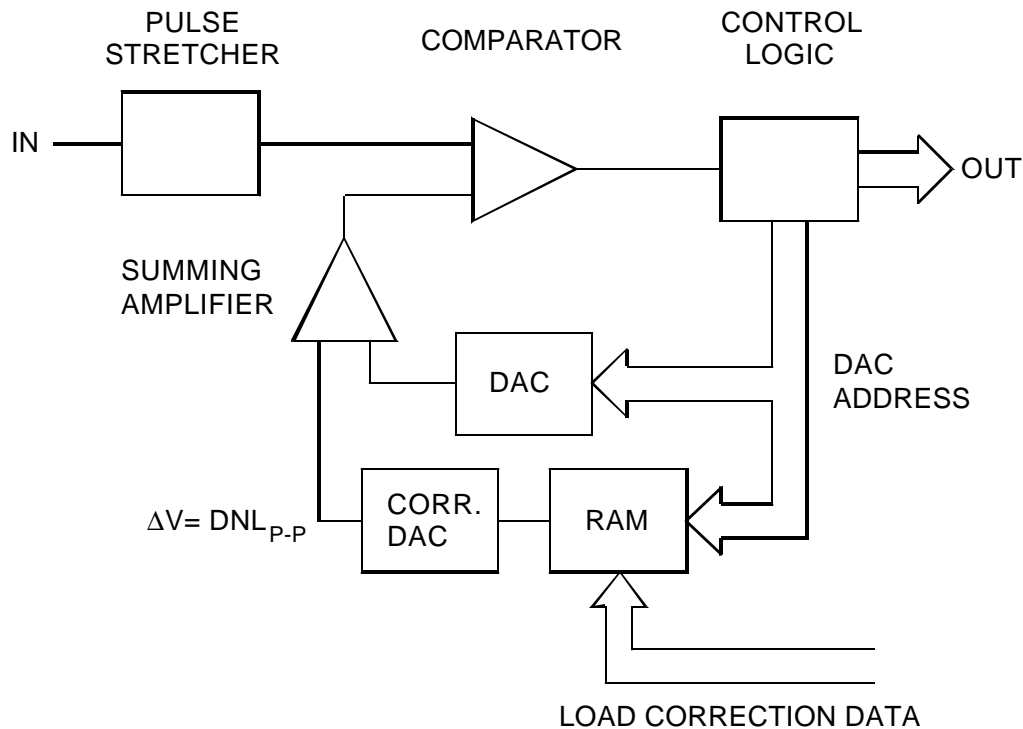 PULSE
STRETCHER
COMPARATOR
CONTROL
LOGIC
IN
OUT
SUMMING
AMPLIFIER
DAC
DAC
ADDRESS
ΔV= DNL_P-P
CORR.
DAC
RAM
LOAD CORRECTION DATA